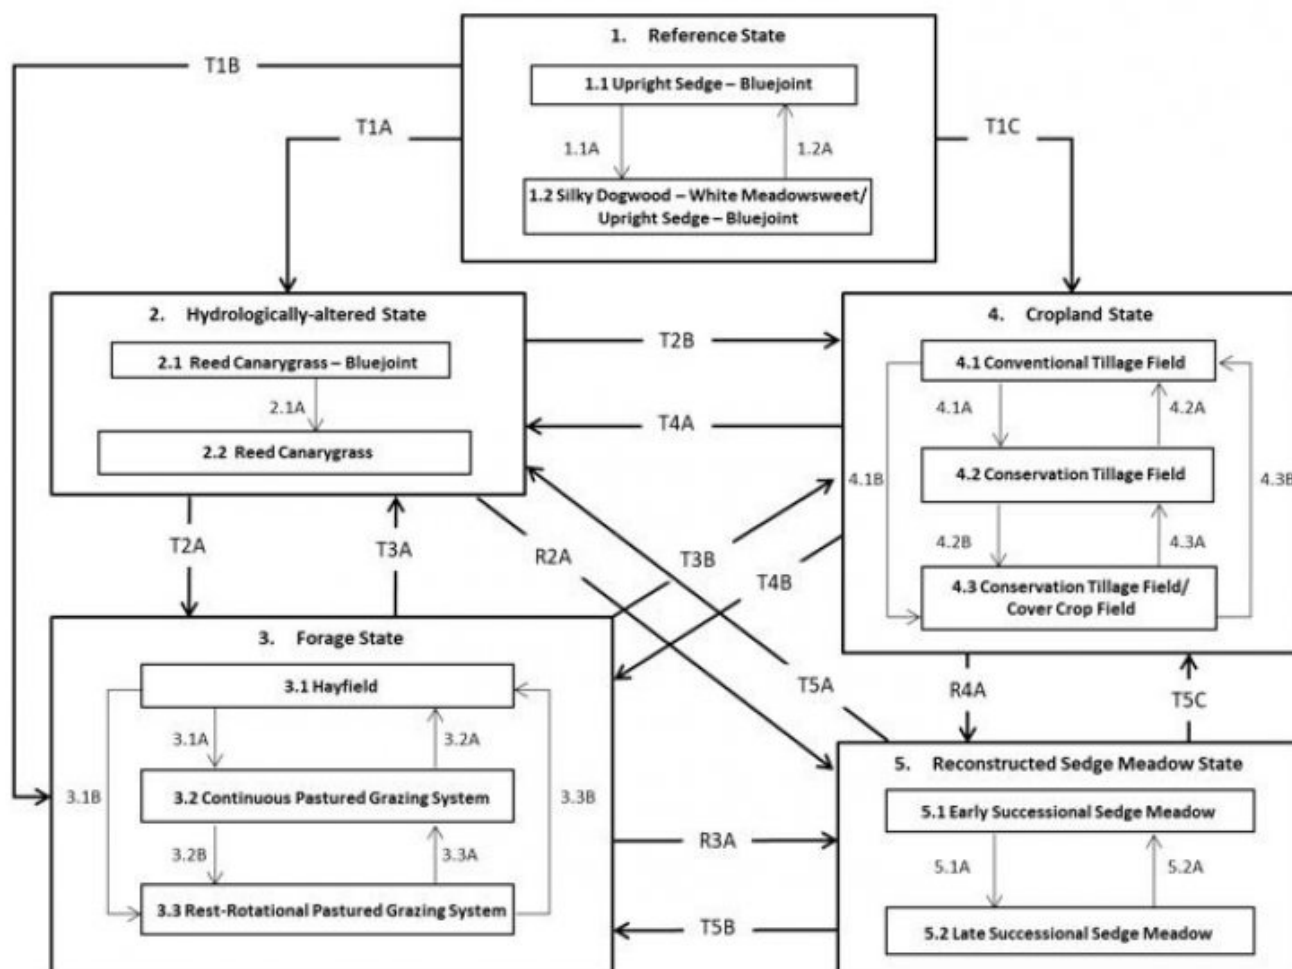 1. Reference State
T1B
1.1 Upright Sedge – Bluejoint
T1A
T1C
1.1A
1.2A
1.2 Silky Dogwood – White Meadowsweet/
Upright Sedge – Bluejoint
2. Hydrologically-altered State
2.1 Reed Canarygrass – Bluejoint
2.1A
2.2 Reed Canarygrass
T2B
T4A
4. Cropland State
4.1 Conventional Tillage Field
4.1A
4.2A
4.2 Conservation Tillage Field
4.1B
4.3B
4.2B
4.3A
4.3 Conservation Tillage Field/
Cover Crop Field
T2A
T3A
R2A
T3B
T4B
3. Forage State
3.1 Hayfield
3.1A
3.2A
3.2 Continuous Pastured Grazing System
3.1B
3.3B
3.2B
3.3A
3.3 Rest-Rotational Pastured Grazing System
T5A
R4A
T5C
R3A
T5B
5. Reconstructed Sedge Meadow State
5.1 Early Successional Sedge Meadow
5.1A
5.2A
5.2 Late Successional Sedge Meadow